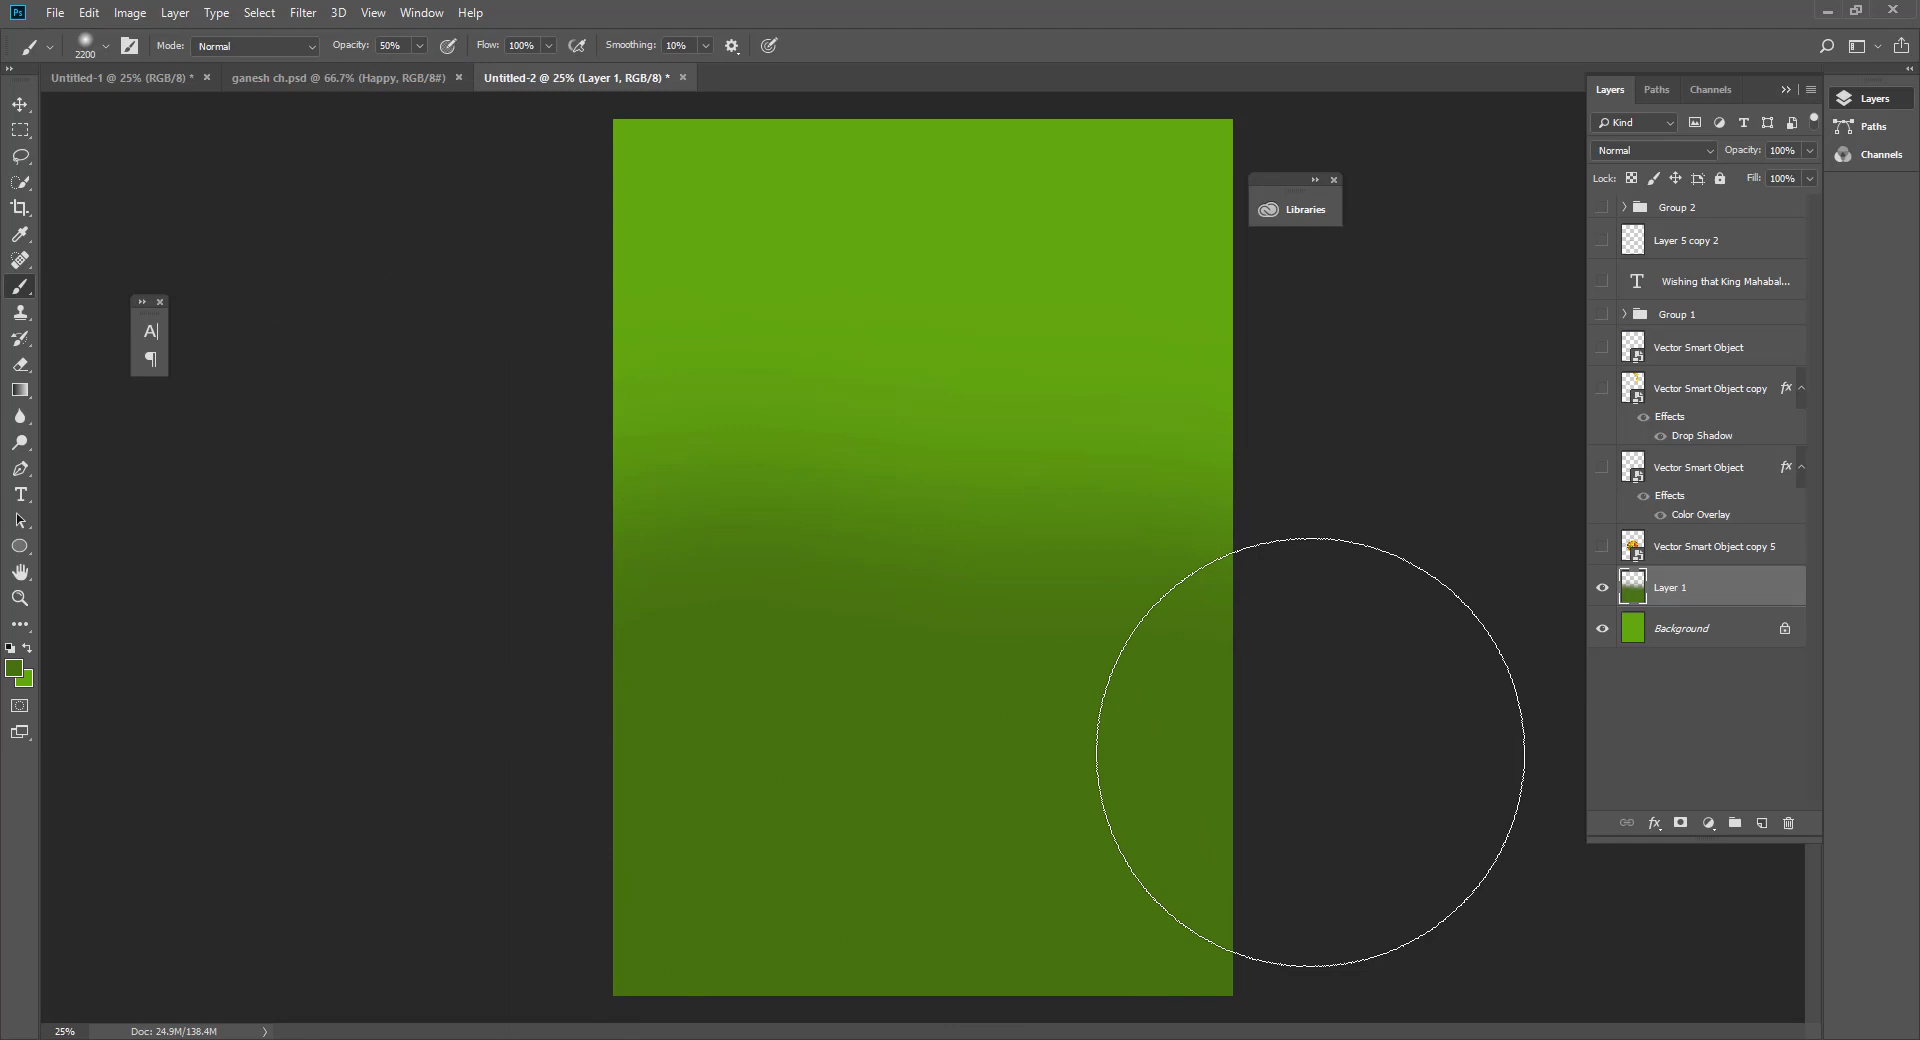 Ps File Edit Image Layer Type Select Filter 3D View Window Help
2200 Mode: Normal Opacity: 50% Flow: 100% Smoothing: 10%
Untitled-1 @ 25% (RGB/8) * × ganesh ch.psd @ 66.7% (Happy, RGB/8#) × Untitled-2 @ 25% (Layer 1, RGB/8) * ×
Layers Paths Channels
Kind
Normal Opacity: 100%
Lock: Fill: 100%
Group 2
Layer 5 copy 2
Wishing that King Mahabal...
Group 1
Vector Smart Object
Vector Smart Object copy fx
Effects
Drop Shadow
Vector Smart Object fx
Effects
Color Overlay
Vector Smart Object copy 5
Layer 1
Background
fx
Layers
Paths
Channels
Libraries
A
¶
25% Doc: 24.9M/138.4M